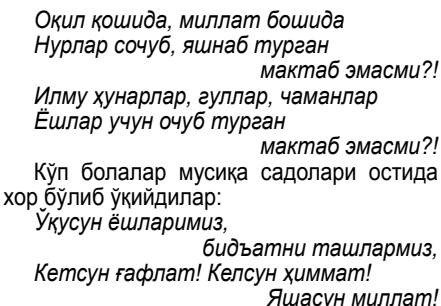 Оқил қошида, миллат бошида
Нурлар сочуб, яшнаб турган
мактаб эмасми?!
Илму ҳунарлар, гуллар, чаманлар
Ёшлар учун очуб турган
мактаб эмасми?!
Кўп болалар мусиқа садолари остида
хор бўлиб ўқийдилар:
Ўқусун ёшларимиз,
бидъатни ташлармиз,
Кетсун ғафлат! Келсун ҳиммат!
Яшасун миллат!